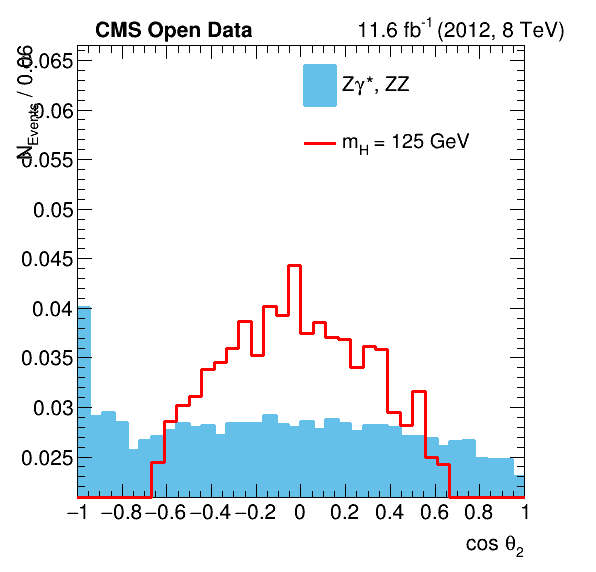 CMS Open Data 11.6 fb⁻¹ (2012, 8 TeV)
N_Events / 0.06
0.065
0.06
0.055
0.05
0.045
0.04
0.035
0.03
0.025
Zγ*, ZZ
m_H = 125 GeV
−1 −0.8 −0.6 −0.4 −0.2 0 0.2 0.4 0.6 0.8 1
cos θ₂